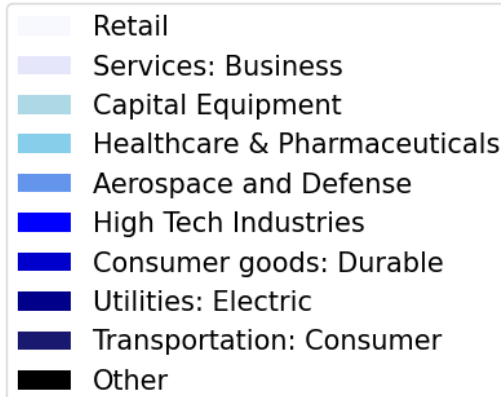 Retail
Services: Business
Capital Equipment
Healthcare & Pharmaceuticals
Aerospace and Defense
High Tech Industries
Consumer goods: Durable
Utilities: Electric
Transportation: Consumer
Other